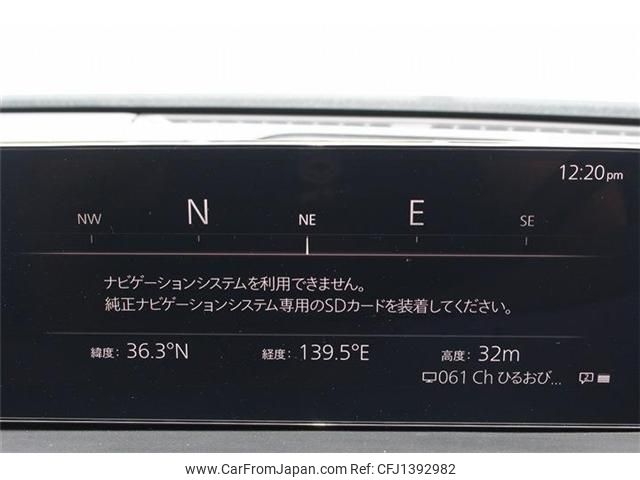 12:20pm
NW N NE E SE
ナビゲーションシステムを利用できません。
純正ナビゲーションシステム専用のSDカードを装着してください。
緯度: 36.3°N 経度: 139.5°E 高度: 32m
061 Ch ひるおび...
www.CarFromJapan.com - CFJ1392982